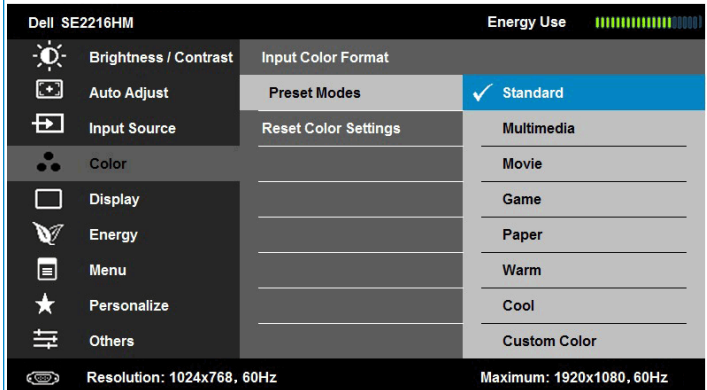 Dell SE2216HM Energy Use
Brightness / Contrast Input Color Format
Auto Adjust Preset Modes Standard
Input Source Reset Color Settings Multimedia
Color Movie
Display Game
Energy Paper
Menu Warm
Personalize Cool
Others Custom Color
Resolution: 1024x768, 60Hz Maximum: 1920x1080, 60Hz